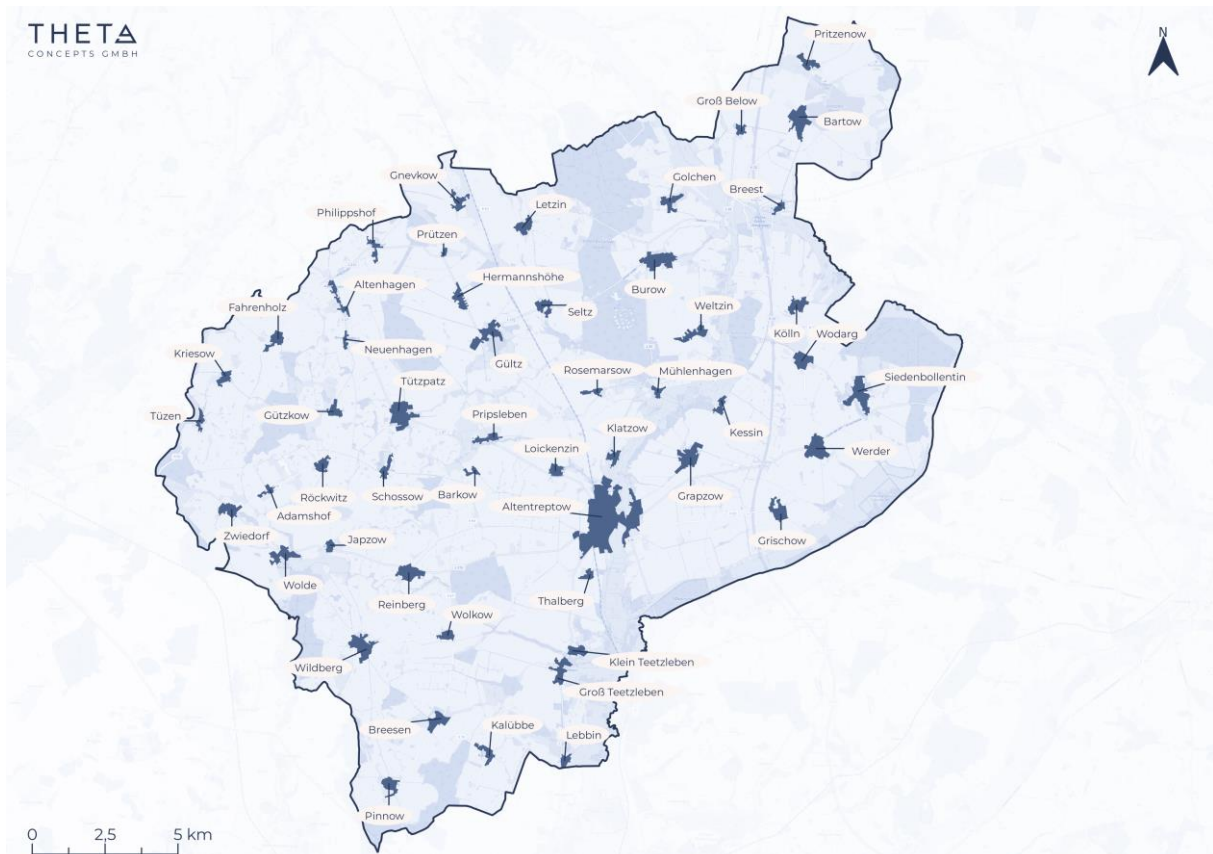 THETA
CONCEPTS GMBH
N
Pritzenow
Groß Below
Bartow
Gnevkow
Golchen
Breest
Letzin
Philippshof
Prützen
Hermannshöhe
Altenhagen
Burow
Fahrenholz
Seltz
Weltzin
Kölln
Wodarg
Neuenhagen
Kriesow
Gültz
Rosemarsow
Mühlenhagen
Siedenbollentin
Tützpatz
Tüzen
Gützkow
Pripsleben
Klatzow
Kessin
Loickenzin
Werder
Röckwitz
Schossow
Barkow
Grapzow
Altentreptow
Adamshof
Zwiedorf
Japzow
Grischow
Wolde
Reinberg
Thalberg
Wolkow
Wildberg
Klein Teetzleben
Groß Teetzleben
Breesen
Kalübbe
Lebbin
Pinnow
0 2,5 5 km